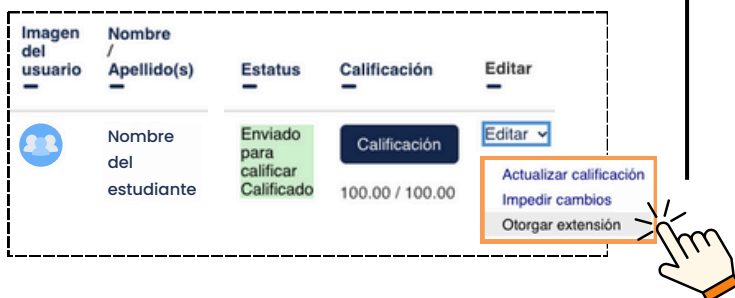 Imagen del usuario
Nombre / Apellido(s)
Estatus
Calificación
Editar
Nombre del estudiante
Enviado para calificar
Calificado
Calificación
100.00 / 100.00
Editar
Actualizar calificación
Impedir cambios
Otorgar extensión